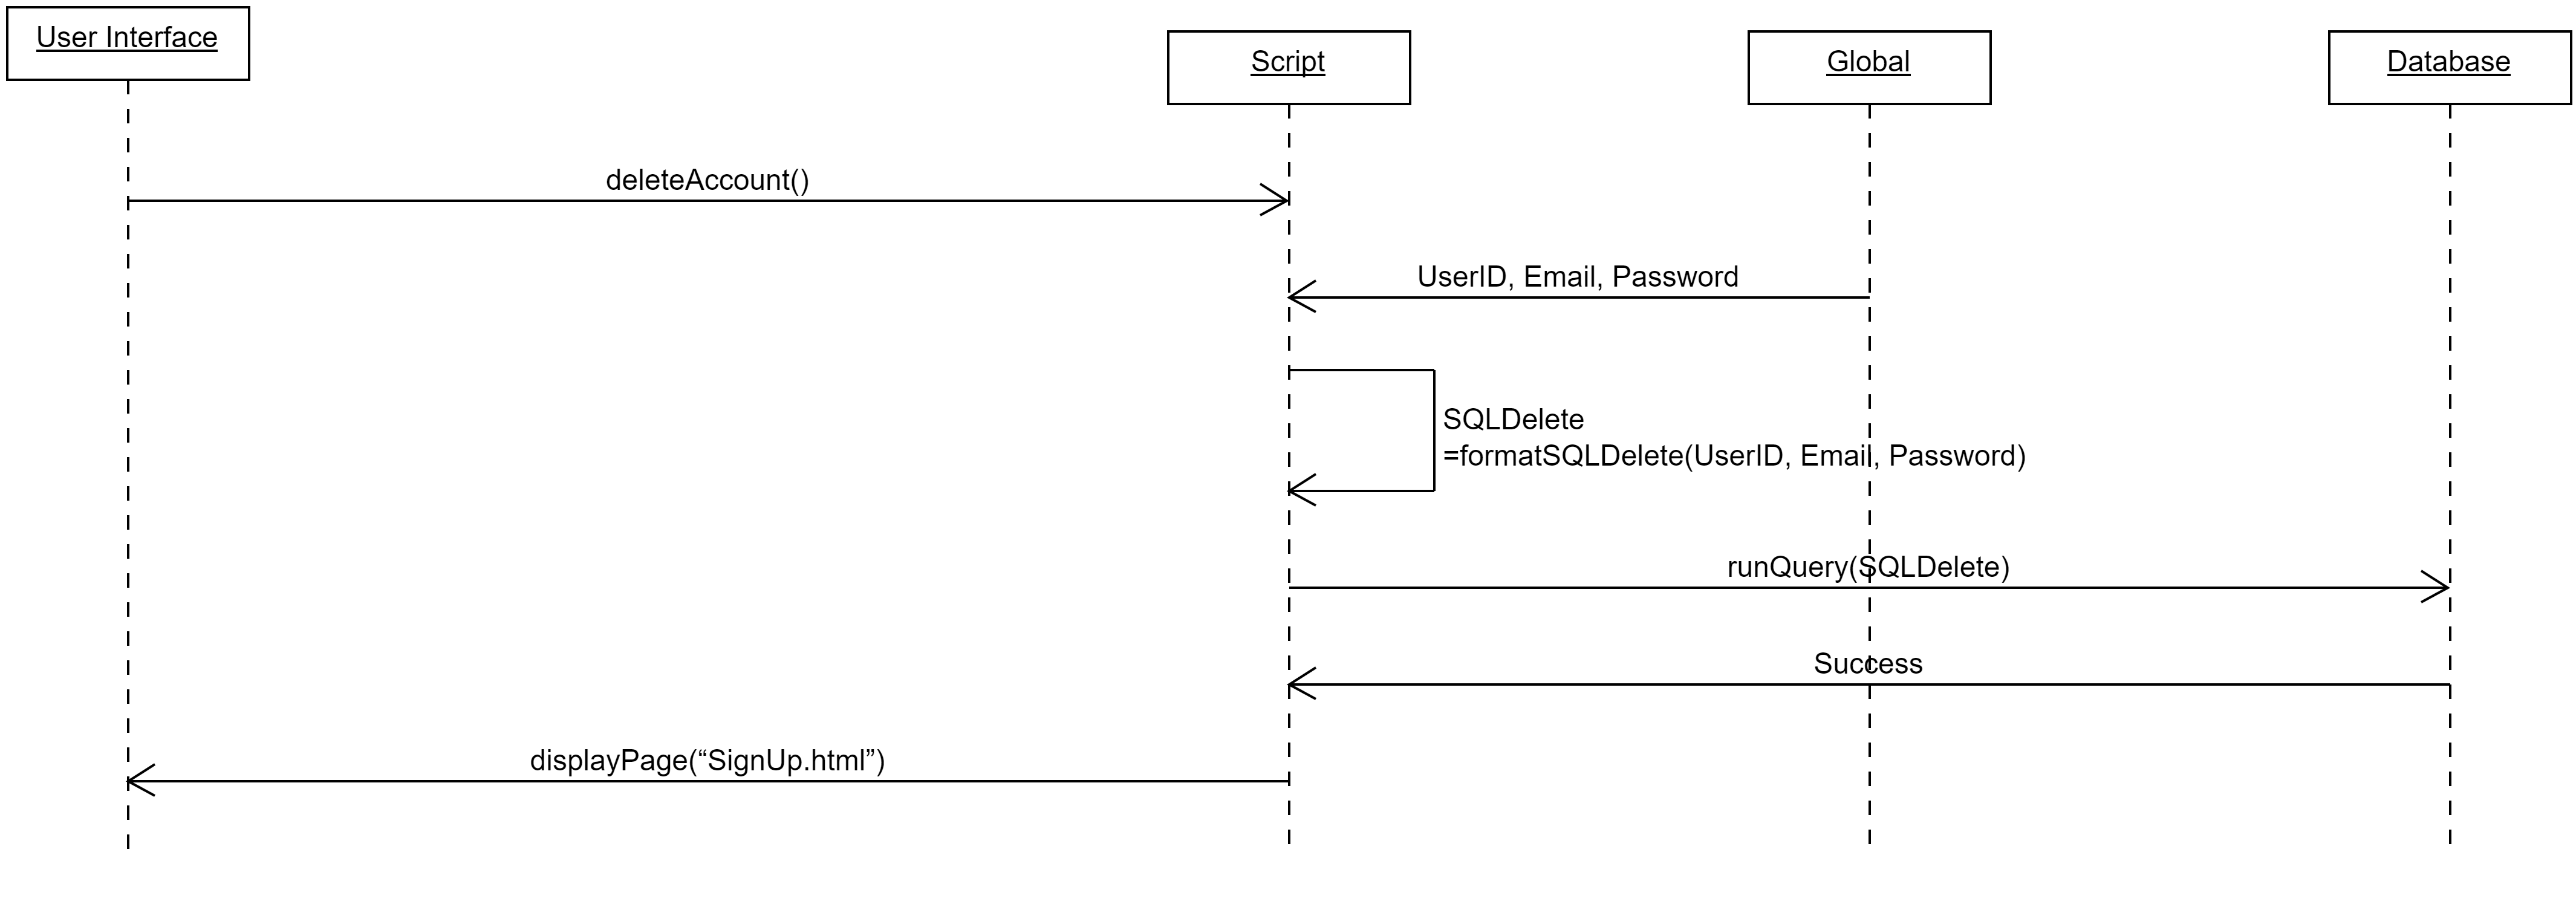 User Interface
Script
Global
Database
deleteAccount()
UserID, Email, Password
SQLDelete
=formatSQLDelete(UserID, Email, Password)
runQuery(SQLDelete)
Success
displayPage(“SignUp.html”)